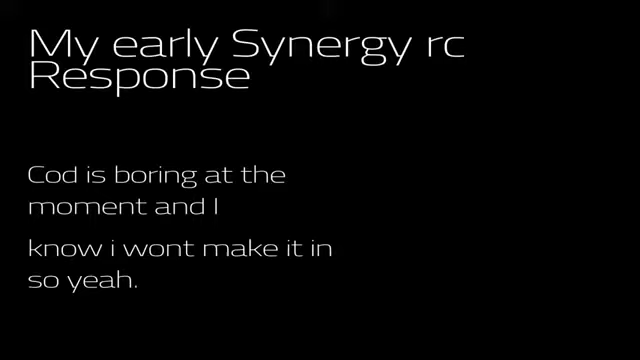 My early Synergy rc
Response
Cod is boring at the
moment and I
know i wont make it in
so yeah.